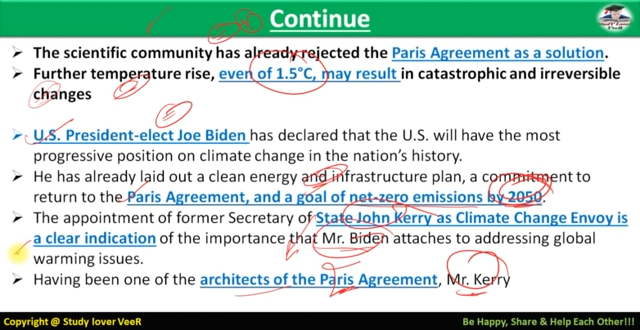 Continue
The scientific community has already rejected the Paris Agreement as a solution.
Further temperature rise, even of 1.5°C, may result in catastrophic and irreversible
changes
U.S. President-elect Joe Biden has declared that the U.S. will have the most
progressive position on climate change in the nation's history.
He has already laid out a clean energy and infrastructure plan, a commitment to
return to the Paris Agreement, and a goal of net-zero emissions by 2050.
The appointment of former Secretary of State John Kerry as Climate Change Envoy is
a clear indication of the importance that Mr. Biden attaches to addressing global
warming issues.
Having been one of the architects of the Paris Agreement, Mr. Kerry
Copyright @ Study lover VeeR
Be Happy, Share & Help Each Other!!!